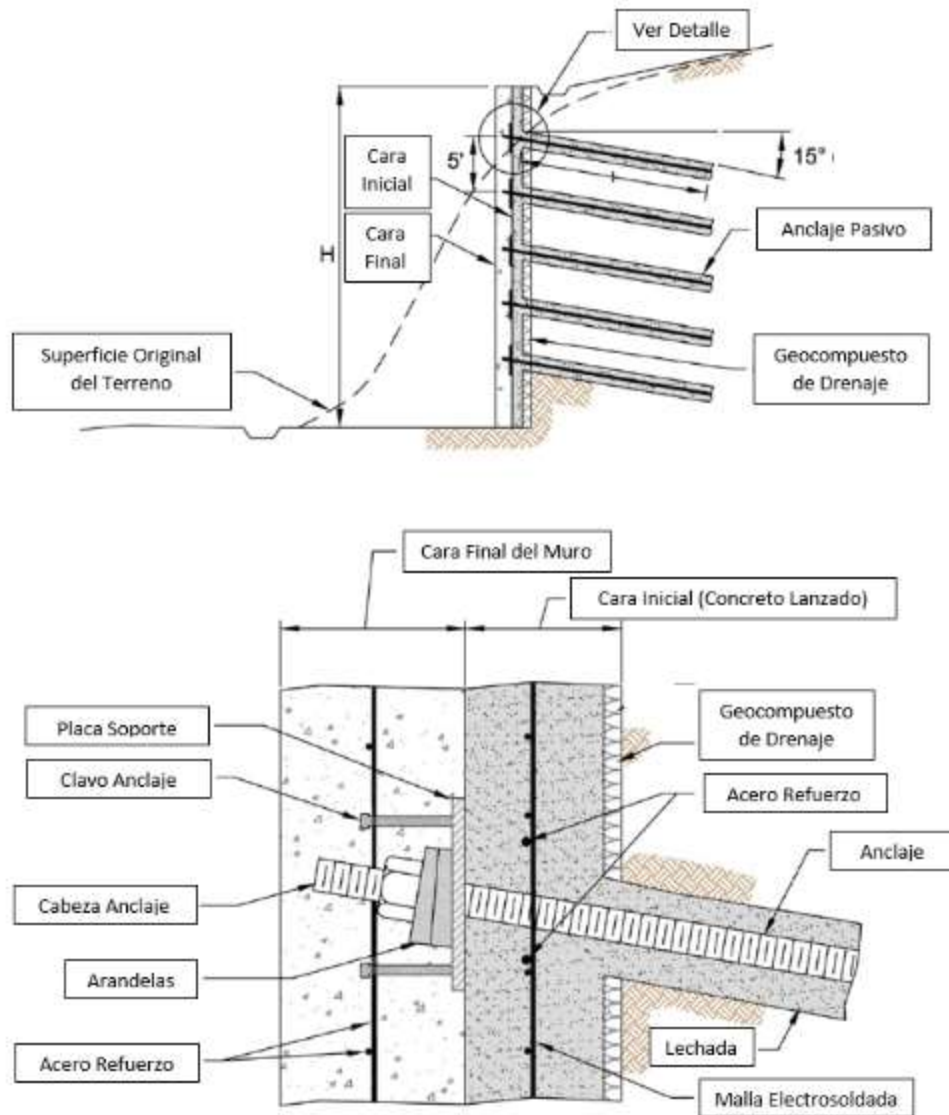 Ver Detalle
Cara
Inicial
5'
15°
Cara
Final
H
Anclaje Pasivo
Superficie Original
del Terreno
Geocompuesto
de Drenaje
Cara Final del Muro
Cara Inicial (Concreto Lanzado)
Placa Soporte
Geocompuesto
de Drenaje
Clavo Anclaje
Acero Refuerzo
Anclaje
Cabeza Anclaje
Arandelas
Lechada
Acero Refuerzo
Malla Electrosoldada